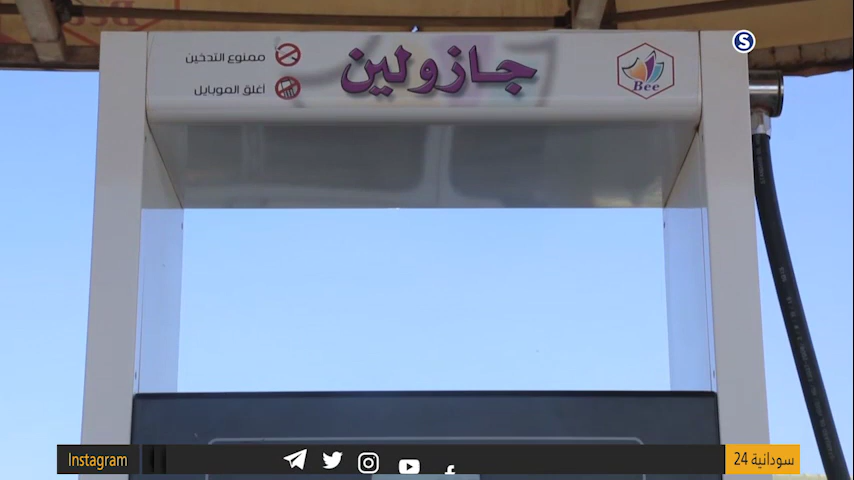 S
ممنوع التدخين
أغلق الموبايل
جازولين
Bee
Instagram
سودانية 24